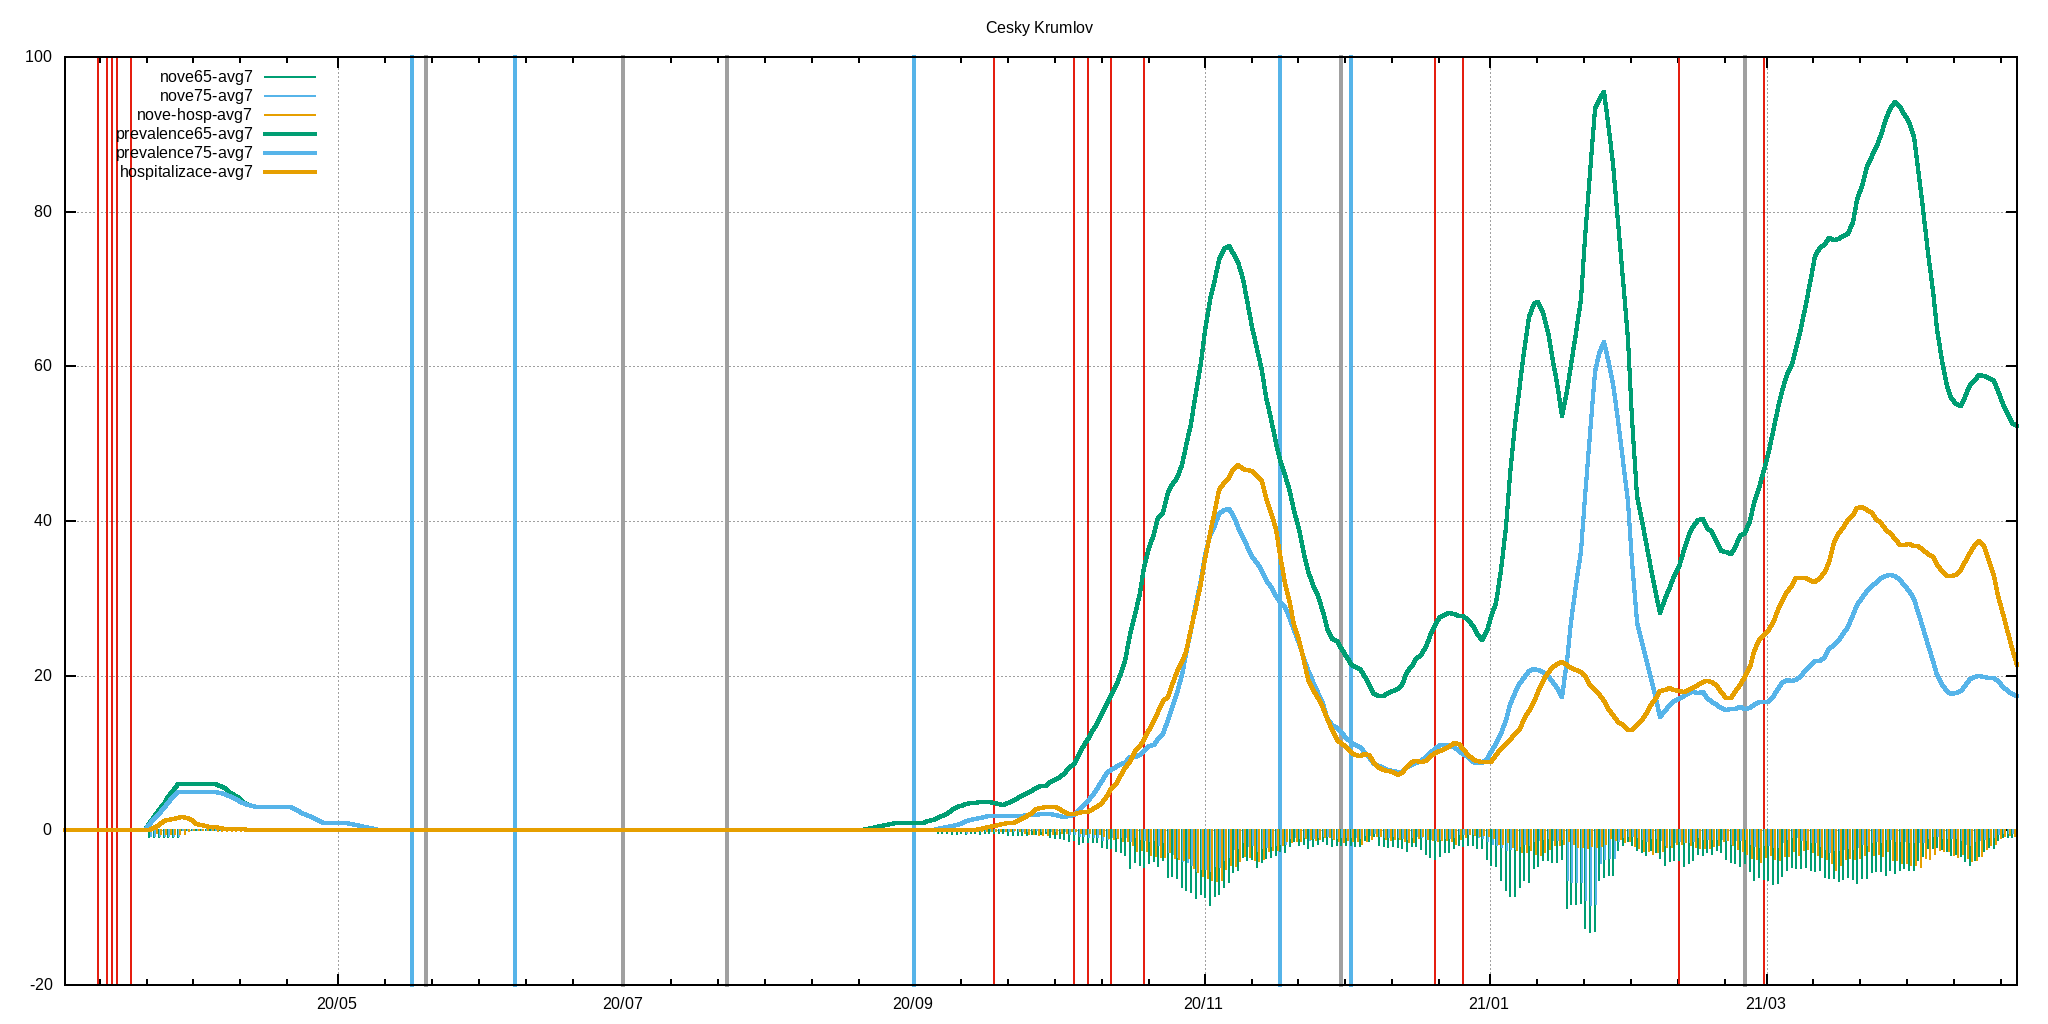 Cesky Krumlov
100
80
60
40
20
0
-20
nove65-avg7
nove75-avg7
nove-hosp-avg7
prevalence65-avg7
prevalence75-avg7
hospitalizace-avg7
20/05
20/07
20/09
20/11
21/01
21/03